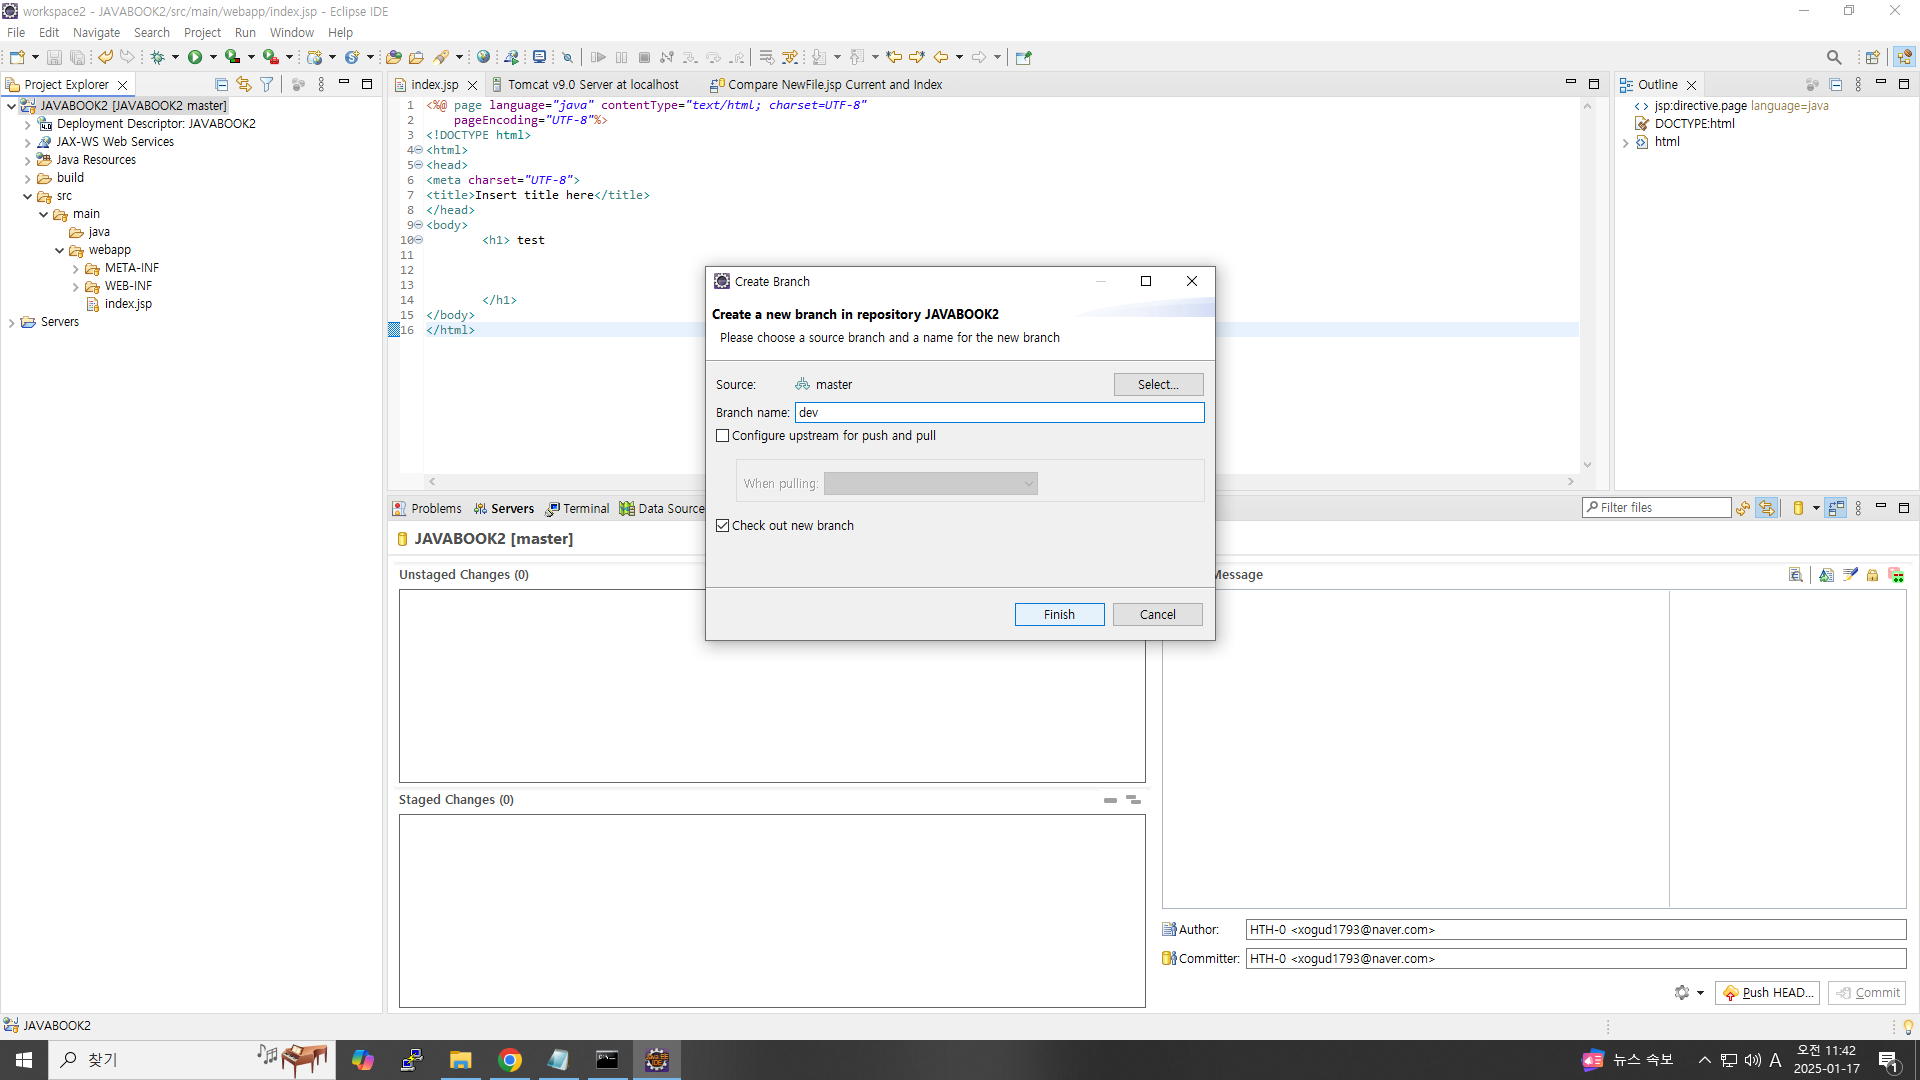 workspace2 - JAVABOOK2/src/main/webapp/index.jsp - Eclipse IDE
File Edit Navigate Search Project Run Window Help
Project Explorer
JAVABOOK2 [JAVABOOK2 master]
Deployment Descriptor: JAVABOOK2
JAX-WS Web Services
Java Resources
build
src
main
java
webapp
META-INF
WEB-INF
index.jsp
Servers
index.jsp Tomcat v9.0 Server at localhost Compare NewFile.jsp Current and Index
1 <%@ page language="java" contentType="text/html; charset=UTF-8"
2 pageEncoding="UTF-8"%>
3 <!DOCTYPE html>
4 <html>
5 <head>
6 <meta charset="UTF-8">
7 <title>Insert title here</title>
8 </head>
9 <body>
10 <h1> test
11
12
13
14 </h1>
15 </body>
16 </html>
Outline
jsp:directive.page language=java
DOCTYPE:html
html
Create Branch
Create a new branch in repository JAVABOOK2
Please choose a source branch and a name for the new branch
Source: master Select...
Branch name: dev
Configure upstream for push and pull
When pulling:
Check out new branch
Finish Cancel
Problems Servers Terminal Data Source
Filter files
JAVABOOK2 [master]
Unstaged Changes (0)
Staged Changes (0)
Message
Author: HTH-0 <xogud1793@naver.com>
Committer: HTH-0 <xogud1793@naver.com>
Push HEAD... Commit
JAVABOOK2
찾기
뉴스 속보
A
오전 11:42
2025-01-17
1